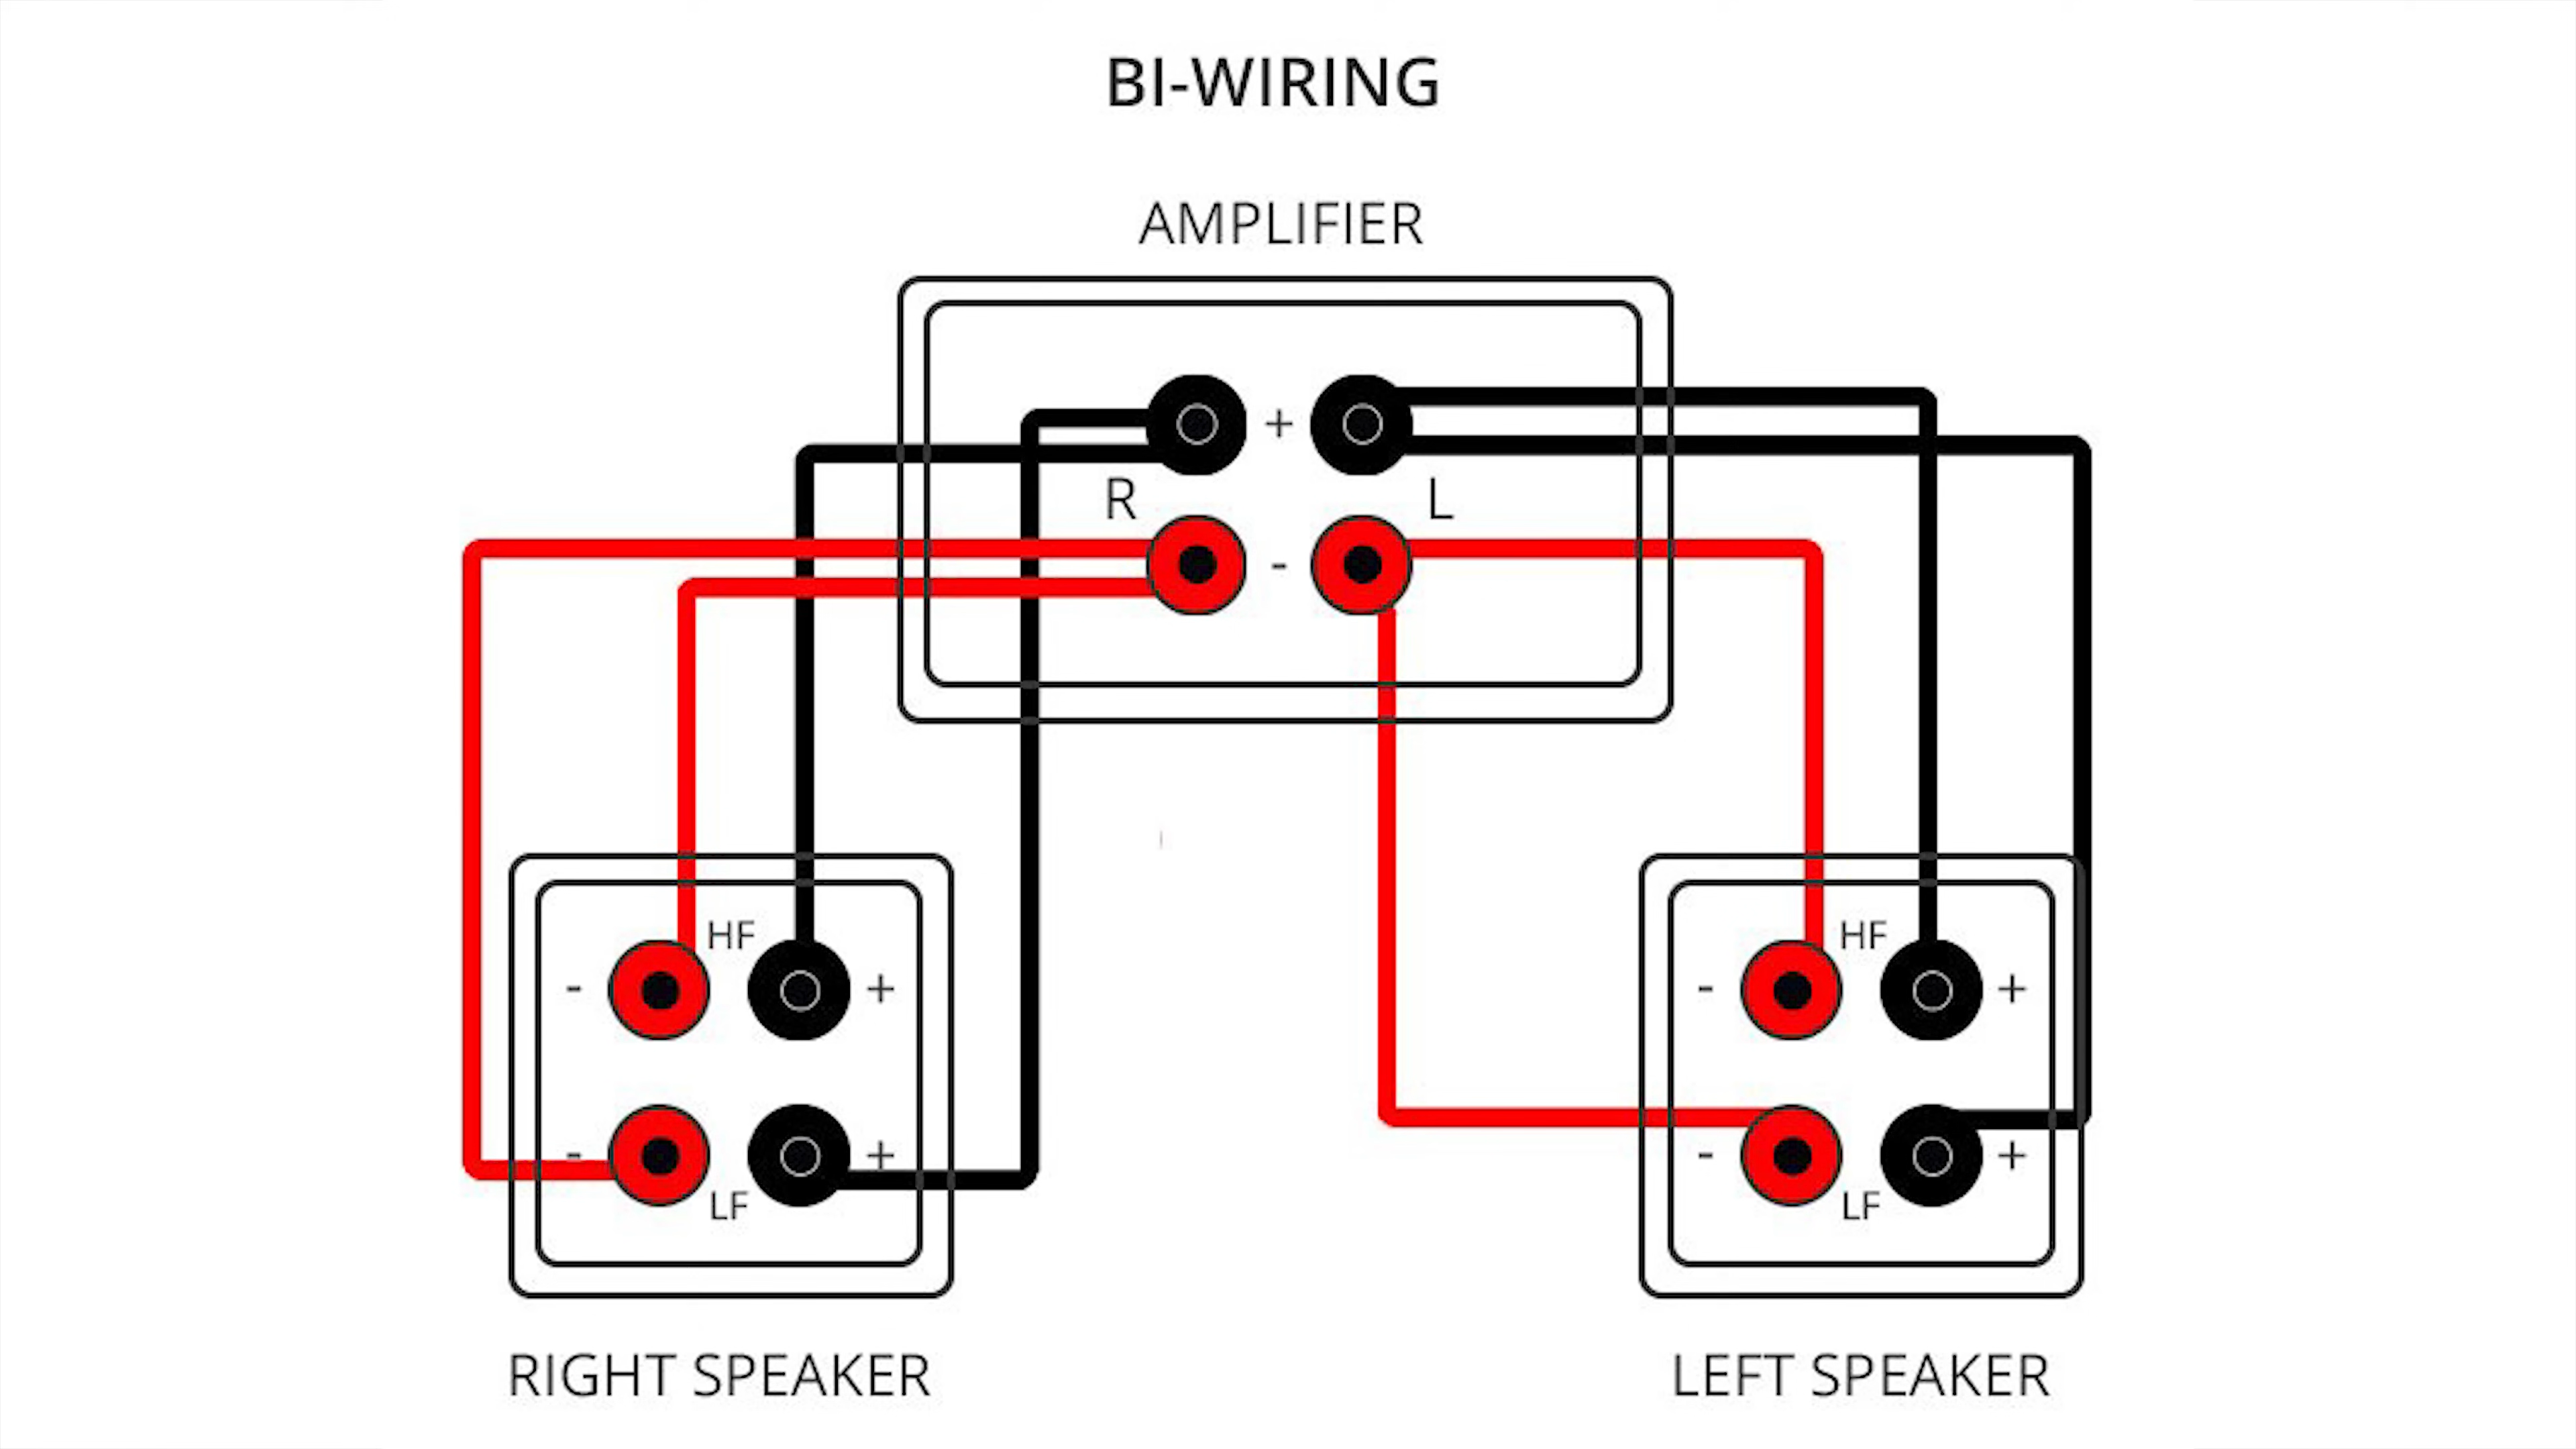 BI-WIRING
AMPLIFIER
+
R L
-
HF
- +
- +
LF
HF
- +
- +
LF
RIGHT SPEAKER
LEFT SPEAKER